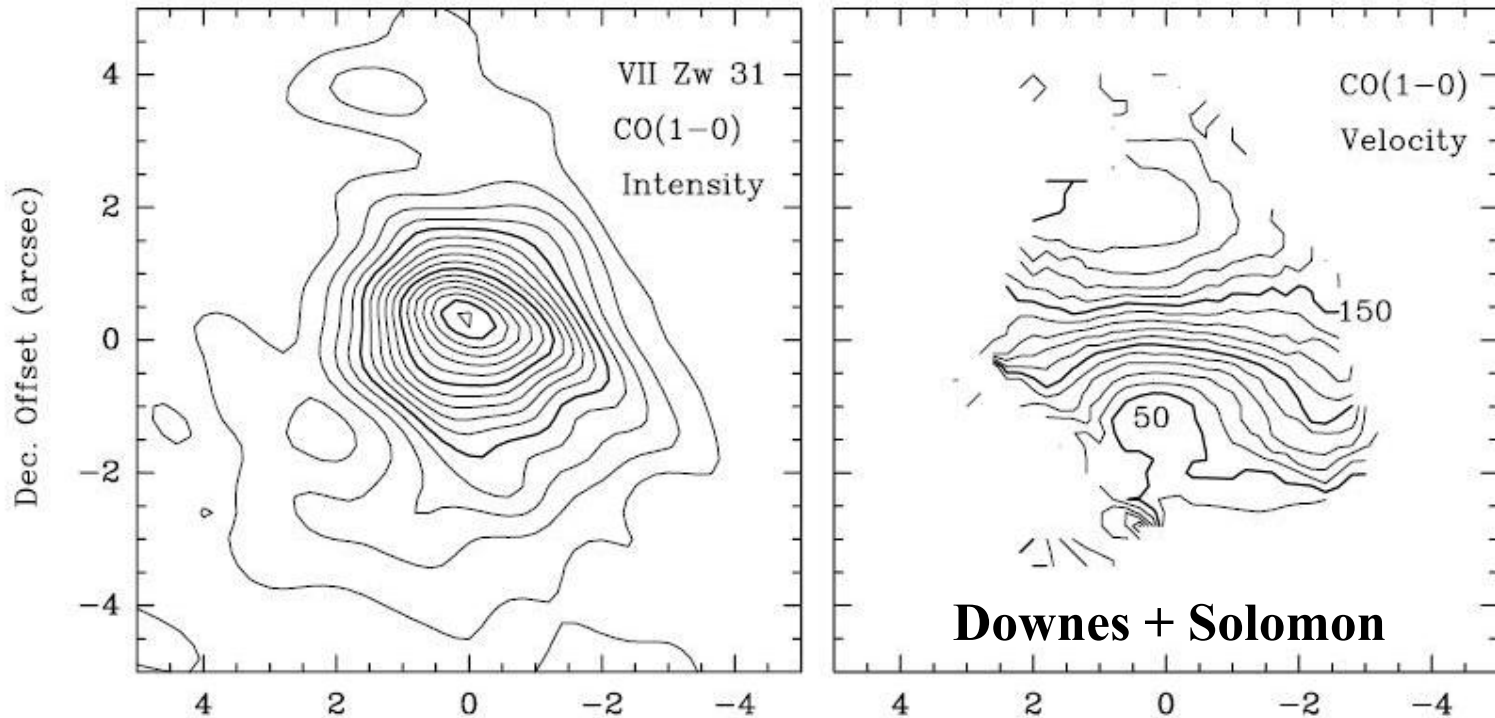 VII Zw 31
CO(1−0)
Intensity
Dec. Offset (arcsec)
4
2
0
−2
−4
4
2
0
−2
−4
CO(1−0)
Velocity
150
50
Downes + Solomon
4
2
0
−2
−4